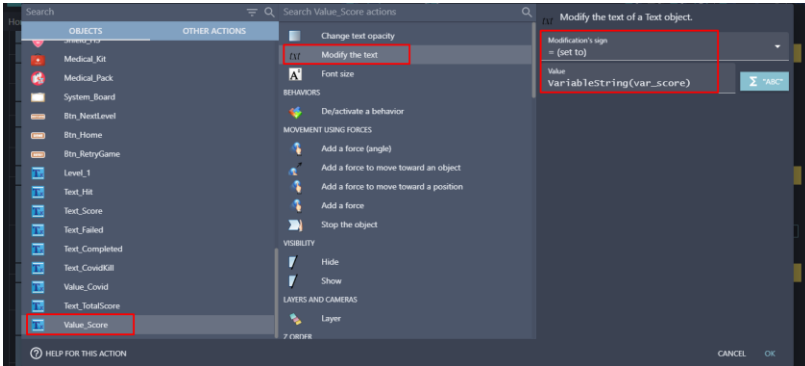 Search
OBJECTS
OTHER ACTIONS
Medical_Kit
Medical_Pack
System_Board
Btn_NextLevel
Btn_Home
Btn_RetryGame
Level_1
Text_Hit
Text_Score
Text_Failed
Text_Completed
Text_CovidKill
Value_Covid
Text_TotalScore
Value_Score
Search Value_Score actions
Change text opacity
TXT Modify the text
A Font size
BEHAVIORS
De/activate a behavior
MOVEMENT USING FORCES
Add a force (angle)
Add a force to move toward an object
Add a force to move toward a position
Add a force
Stop the object
VISIBILITY
Hide
Show
LAYERS AND CAMERAS
Layer
Z ORDER
TXT Modify the text of a Text object.
Modification's sign
= (set to)
Value
VariableString(var_score)
Σ "ABC"
? HELP FOR THIS ACTION
CANCEL
OK